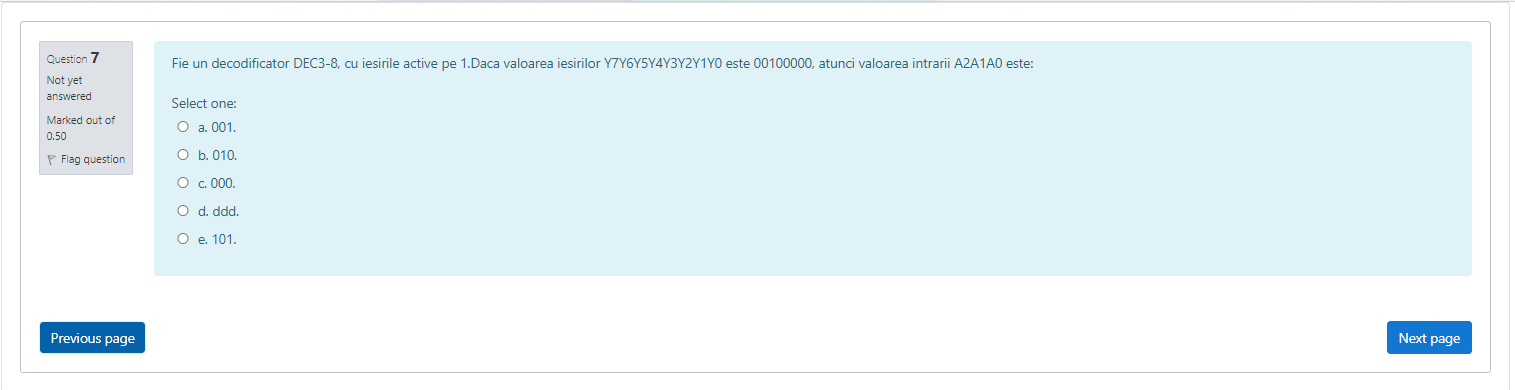 Question 7
Not yet
answered
Marked out of
0.50
Flag question
Fie un decodificator DEC3-8, cu iesirile active pe 1.Daca valoarea iesirilor Y7Y6Y5Y4Y3Y2Y1Y0 este 00100000, atunci valoarea intrarii A2A1A0 este:
Select one:
a. 001.
b. 010.
c. 000.
d. ddd.
e. 101.
Previous page
Next page